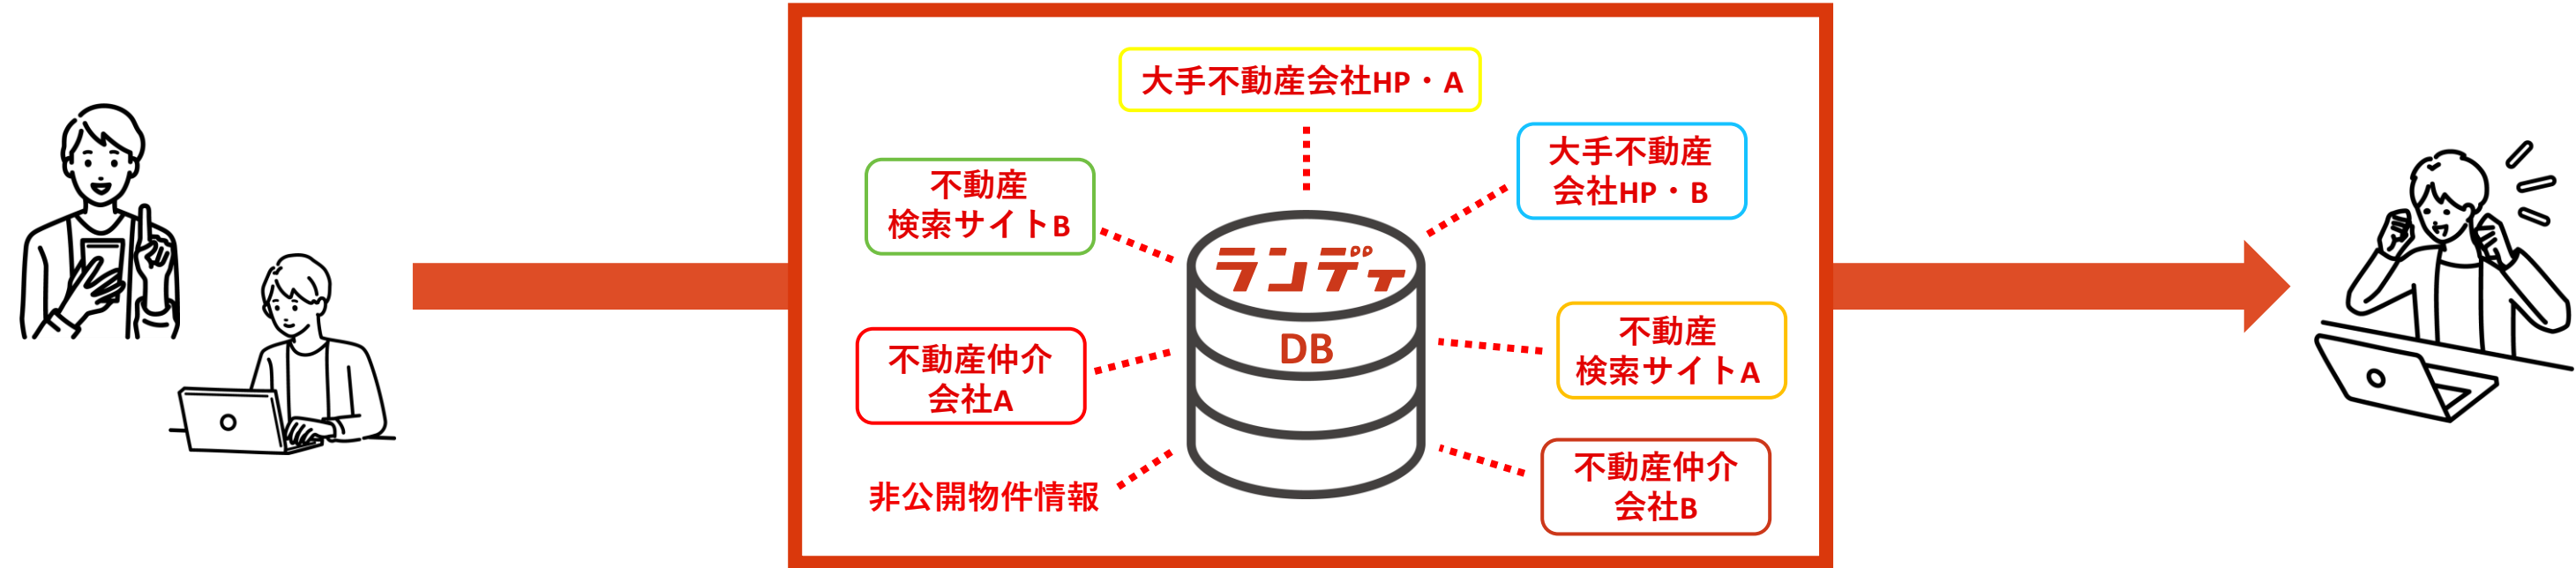 大手不動産会社HP・A
不動産
検索サイトB
大手不動産
会社HP・B
ランディ
DB
不動産仲介
会社A
不動産
検索サイトA
非公開物件情報
不動産仲介
会社B